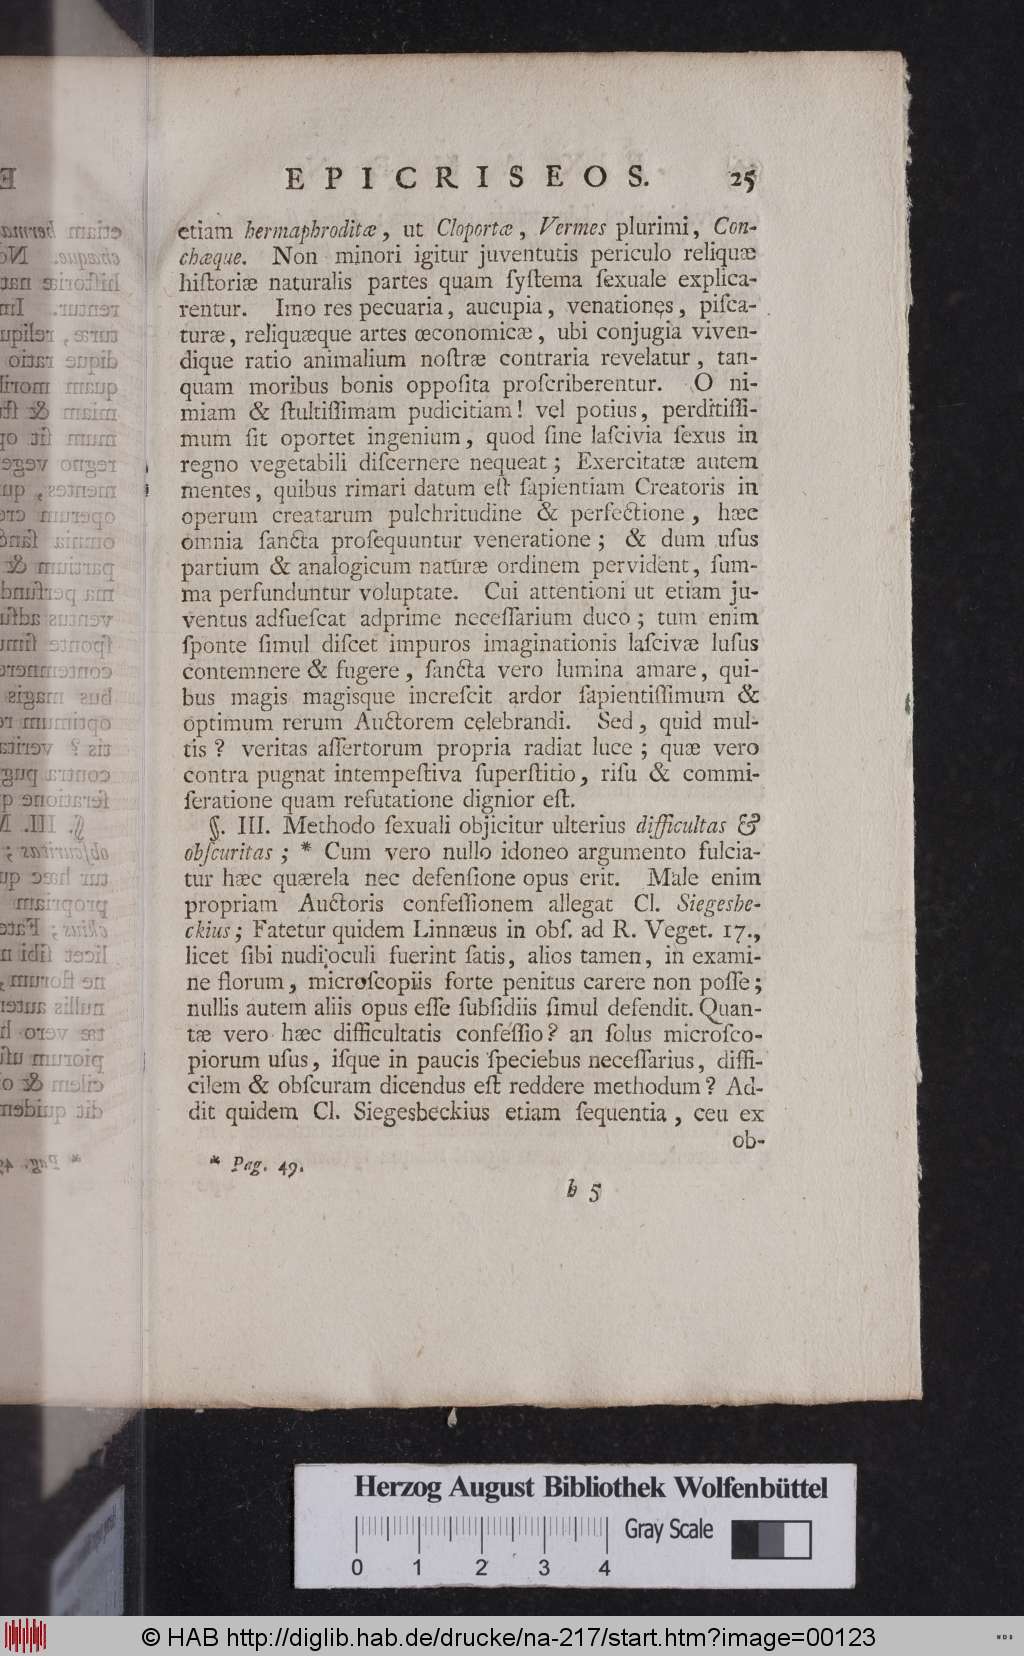 EPICRISEOS. 25
etiam hermaphroditæ, ut Cloportæ, Vermes plurimi, Con-
chæque. Non minori igitur juventutis periculo reliquæ
hiſtoriæ naturalis partes quam ſyſtema ſexuale explica-
rentur. Imo res pecuaria, aucupia, venationes, piſca-
turæ, reliquæque artes œconomicæ, ubi conjugia viven-
dique ratio animalium noſtræ contraria revelatur, tan-
quam moribus bonis oppoſita proſcriberentur. O ni-
miam & ſtultiſſimam pudicitiam! vel potius, perditiſſi-
mum ſit oportet ingenium, quod ſine laſcivia ſexus in
regno vegetabili diſcernere nequeat; Exercitatæ autem
mentes, quibus rimari datum eſt ſapientiam Creatoris in
operum creatarum pulchritudine & perfectione, hæc
omnia ſancta proſequuntur veneratione; & dum uſus
partium & analogicum naturæ ordinem pervident, ſum-
ma perfunduntur voluptate. Cui attentioni ut etiam ju-
ventus adſueſcat adprime neceſſarium duco; tum enim
ſponte ſimul diſcet impuros imaginationis laſcivæ luſus
contemnere & fugere, ſancta vero lumina amare, qui-
bus magis magisque increſcit ardor ſapientiſſimum &
optimum rerum Auctorem celebrandi. Sed, quid mul-
tis? veritas aſſertorum propria radiat luce; quæ vero
contra pugnat intempeſtiva ſuperſtitio, riſu & commi-
ſeratione quam refutatione dignior eſt.
§. III. Methodo ſexuali objicitur ulterius difficultas &
obſcuritas; * Cum vero nullo idoneo argumento fulcia-
tur hæc quærela nec defenſione opus erit. Male enim
propriam Auctoris confeſſionem allegat Cl. Siegesbe-
ckius; Fatetur quidem Linnæus in obſ. ad R. Veget. 17.,
licet ſibi nudi oculi fuerint ſatis, alios tamen, in exami-
ne florum, microſcopiis forte penitus carere non poſſe;
nullis autem aliis opus eſſe ſubſidiis ſimul defendit. Quan-
tæ vero hæc difficultatis confeſſio? an ſolus microſco-
piorum uſus, iſque in paucis ſpeciebus neceſſarius, diffi-
cilem & obſcuram dicendus eſt reddere methodum? Ad-
dit quidem Cl. Siegesbeckius etiam ſequentia, ceu ex
ob-
* Pag. 49.
b 5
Herzog August Bibliothek Wolfenbüttel
Gray Scale
0 1 2 3 4
© HAB http://diglib.hab.de/drucke/na-217/start.htm?image=00123